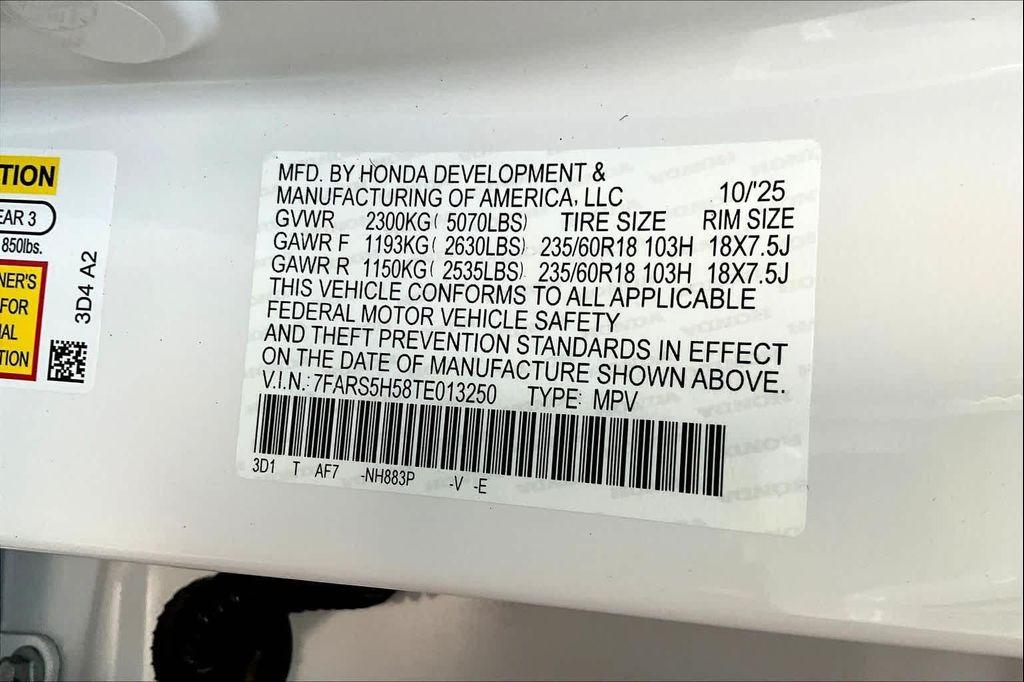 TION
EAR 3
850lbs.
NER'S
FOR
TION
3D4 A2
MFD. BY HONDA DEVELOPMENT &
MANUFACTURING OF AMERICA, LLC 10/'25
GVWR 2300KG( 5070LBS) TIRE SIZE RIM SIZE
GAWR F 1193KG( 2630LBS) 235/60R18 103H 18X7.5J
GAWR R 1150KG( 2535LBS) 235/60R18 103H 18X7.5J
THIS VEHICLE CONFORMS TO ALL APPLICABLE
FEDERAL MOTOR VEHICLE SAFETY
AND THEFT PREVENTION STANDARDS IN EFFECT
ON THE DATE OF MANUFACTURE SHOWN ABOVE.
V.I.N.: 7FARS5H58TE013250 TYPE: MPV
3D1 T AF7 -NH883P -V -E